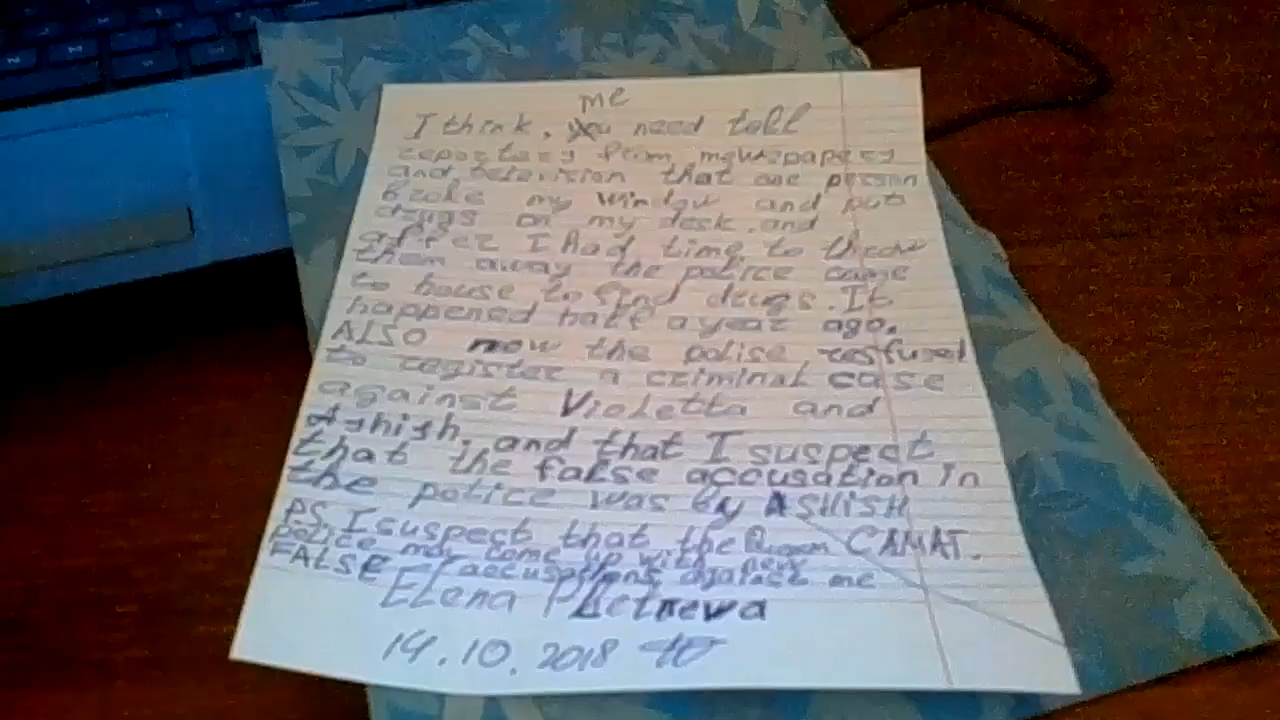 me
I think, you need tell
reporters from newspapers
and television that one person
broke my window and put
drugs on my desk. and
after I had time to throw
them away the police came
to house to find drugs. It
happened half a year ago.
ALSO now the polise resfused
to register a criminal case
against Violetta and
Ashish, and that I suspect
that the false accusation in
the police was by ASHISH
CAMAT.
PS I suspect that the
police may come up with new
FALSE accusations against me
Elena
14.10.2018